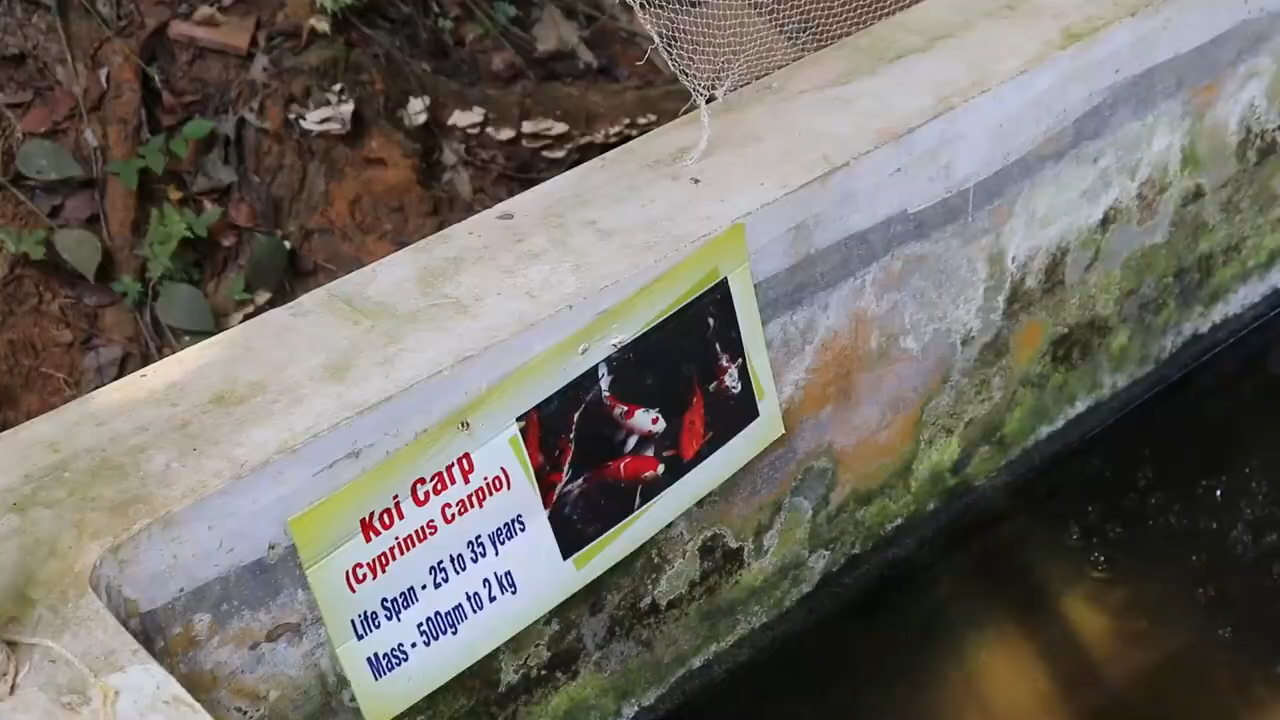 Koi Carp
(Cyprinus Carpio)
Life Span - 25 to 35 years
Mass - 500gm to 2 kg